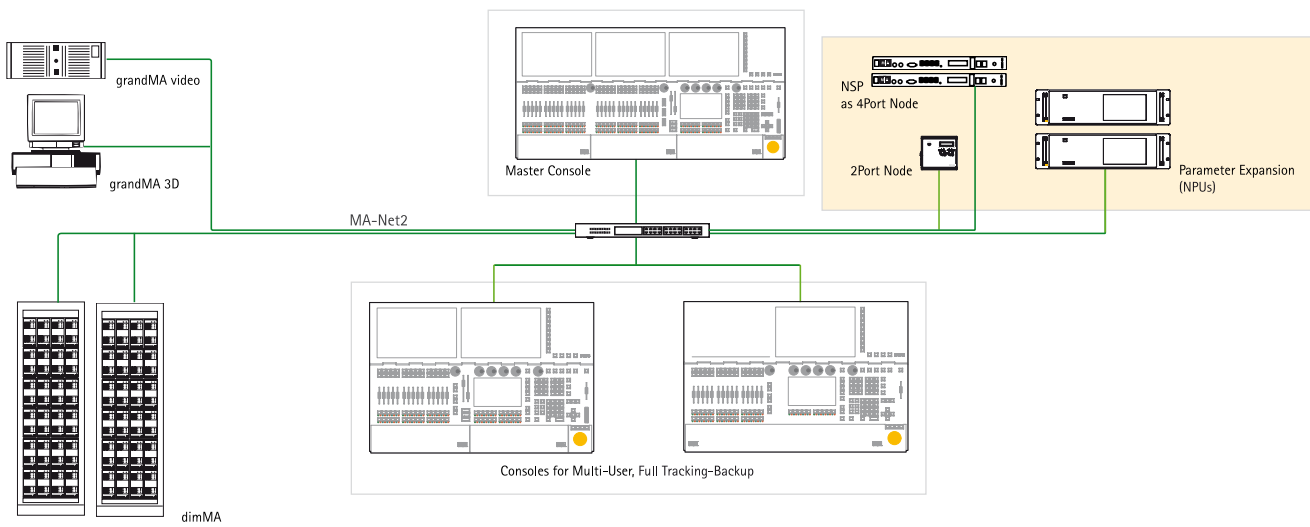 grandMA video
grandMA 3D
Master Console
NSP
as 4Port Node
2Port Node
Parameter Expansion
(NPUs)
MA-Net2
Consoles for Multi-User, Full Tracking-Backup
dimMA